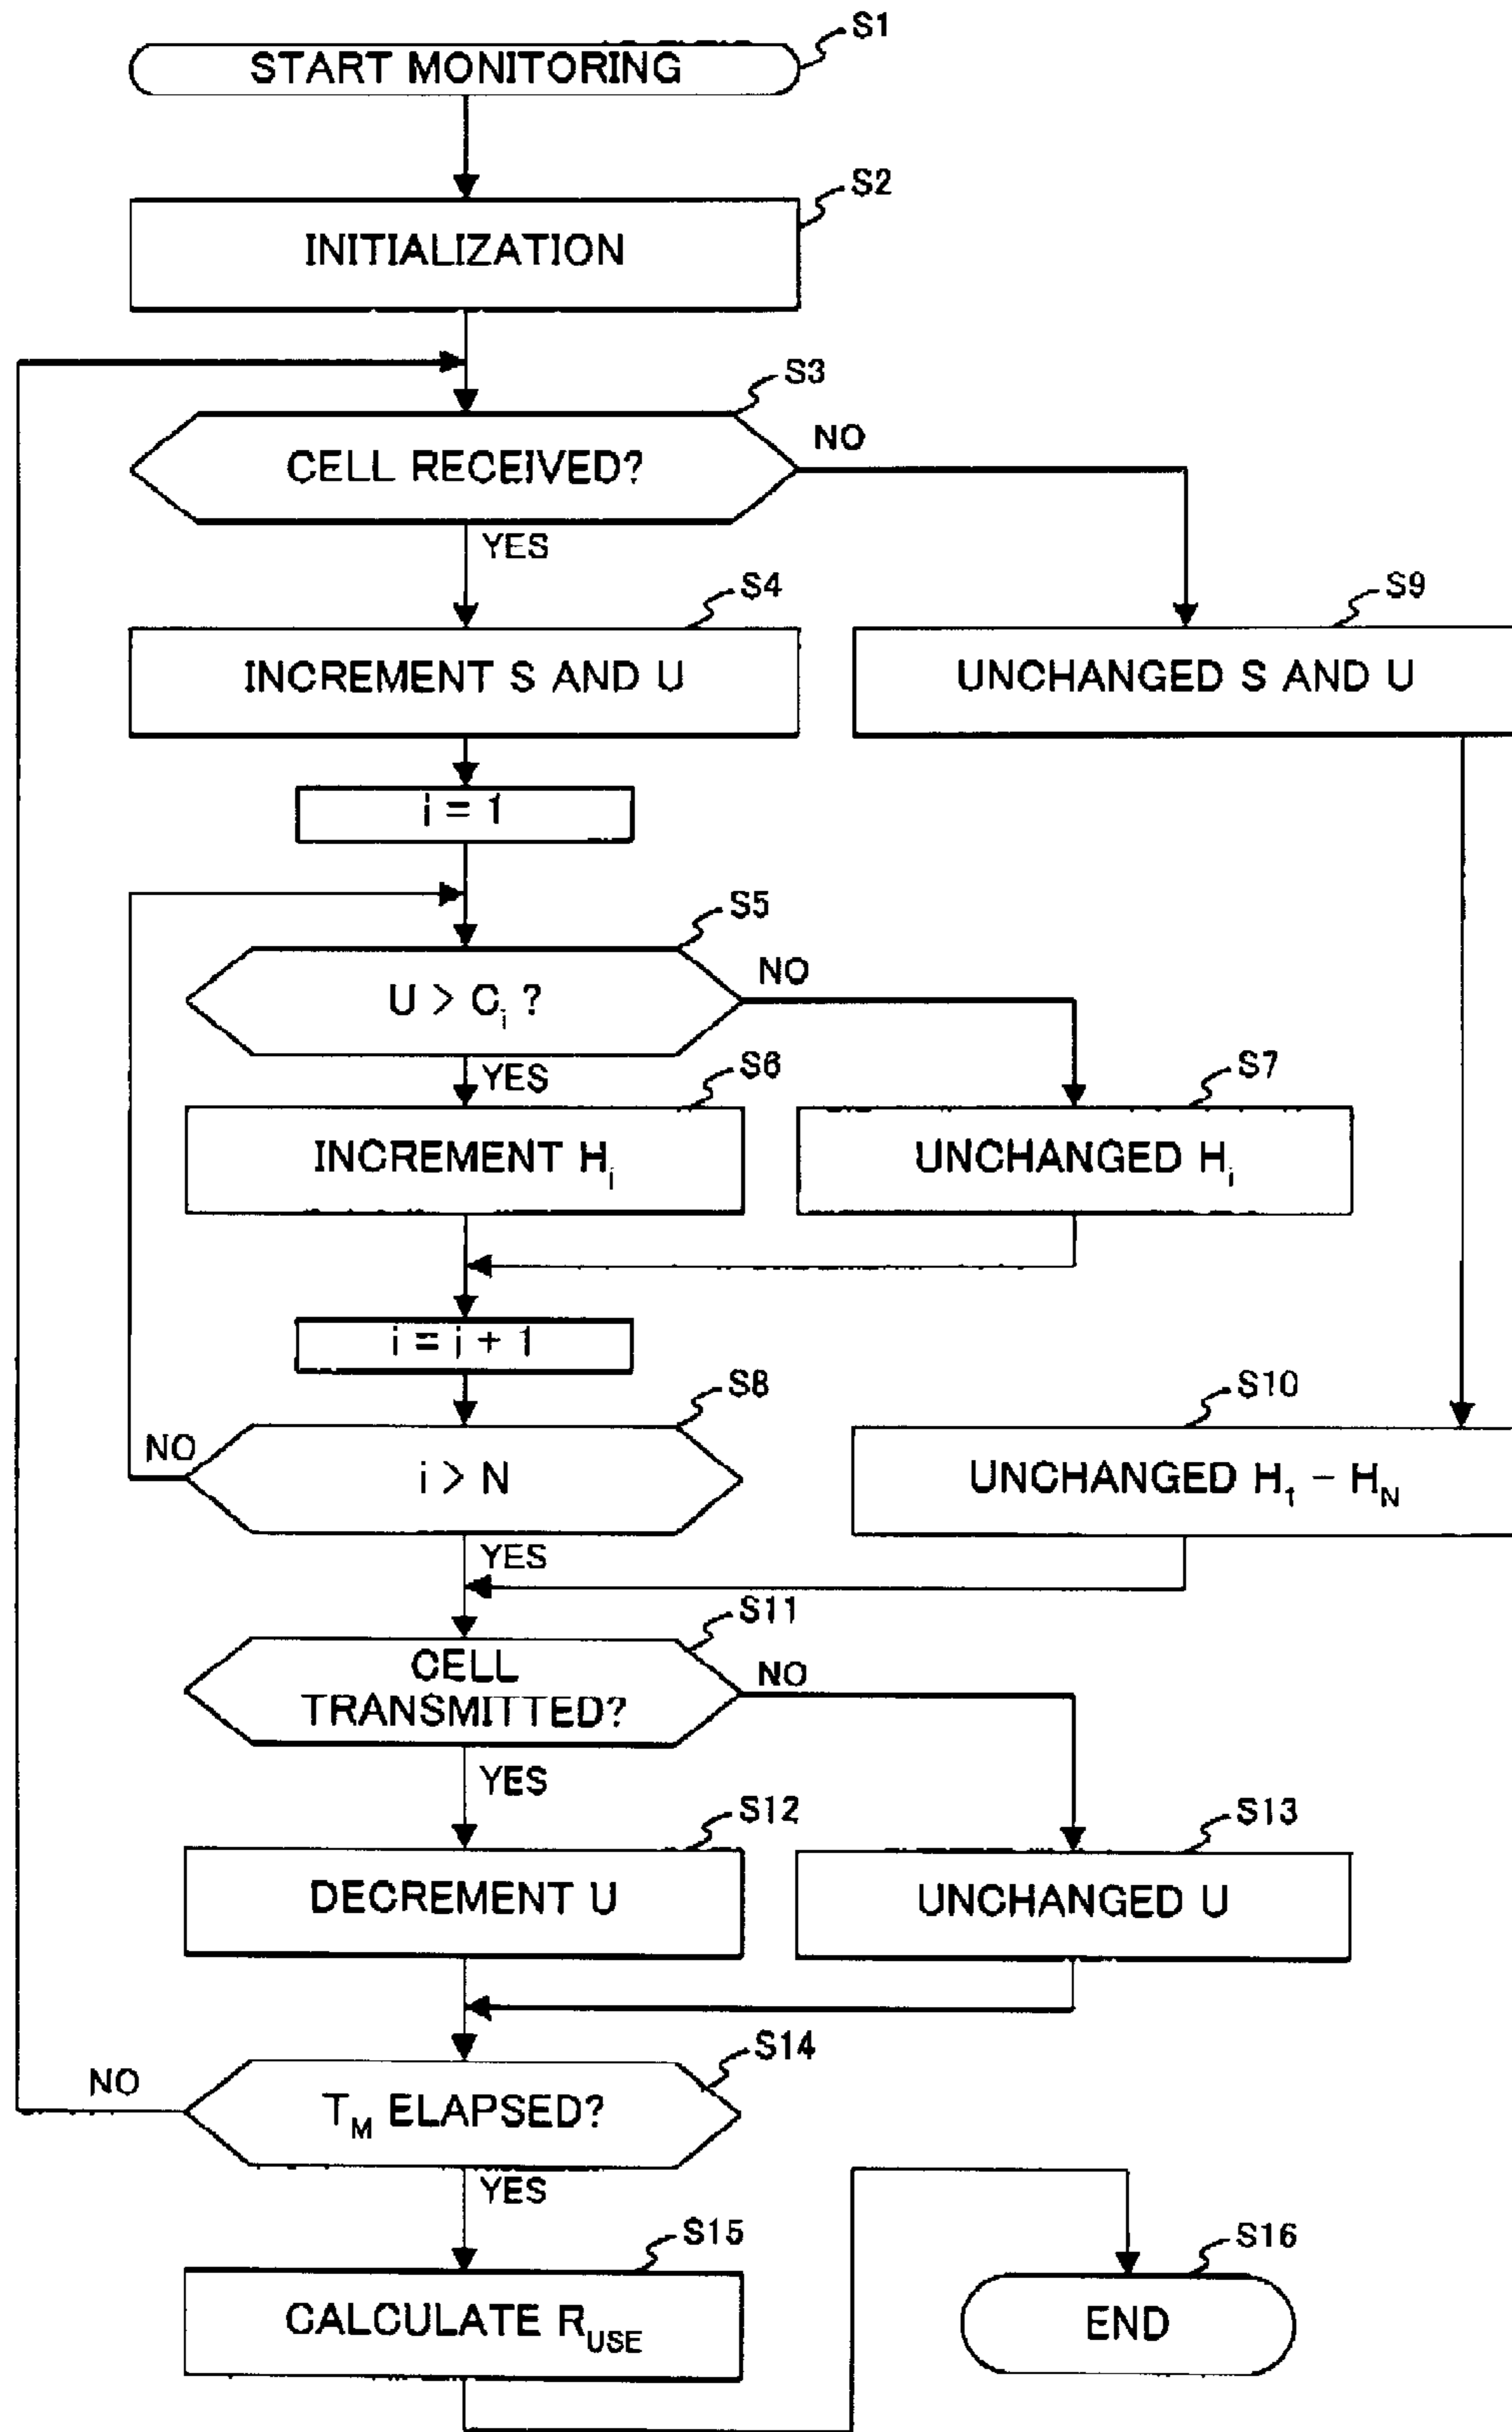 START MONITORING
S1
INITIALIZATION
S2
CELL RECEIVED?
S3
NO
YES
INCREMENT S AND U
S4
UNCHANGED S AND U
S9
i = 1
U > C_i ?
S5
NO
YES
INCREMENT H_i
S6
UNCHANGED H_i
S7
i = i + 1
i > N
S8
NO
YES
UNCHANGED H_1 – H_N
S10
CELL
TRANSMITTED?
S11
NO
YES
DECREMENT U
S12
UNCHANGED U
S13
T_M ELAPSED?
S14
NO
YES
CALCULATE R_USE
S15
END
S16